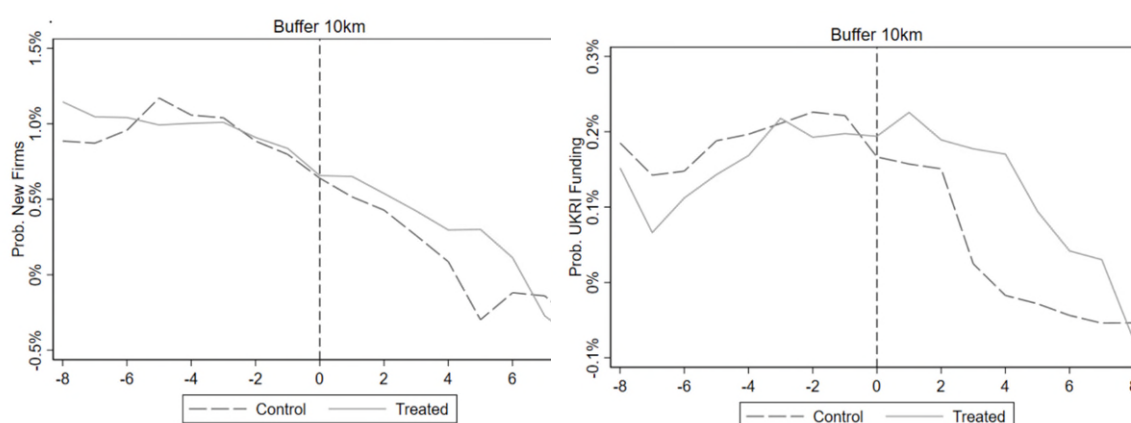 Buffer 10km
Prob. New Firms
1.5%
1.0%
0.5%
0%
-0.5%
-8 -6 -4 -2 0 2 4 6
Control Treated
Buffer 10km
Prob. UKRI Funding
0.3%
0.2%
0.1%
0%
-0.1%
-8 -6 -4 -2 0 2 4 6 8
Control Treated